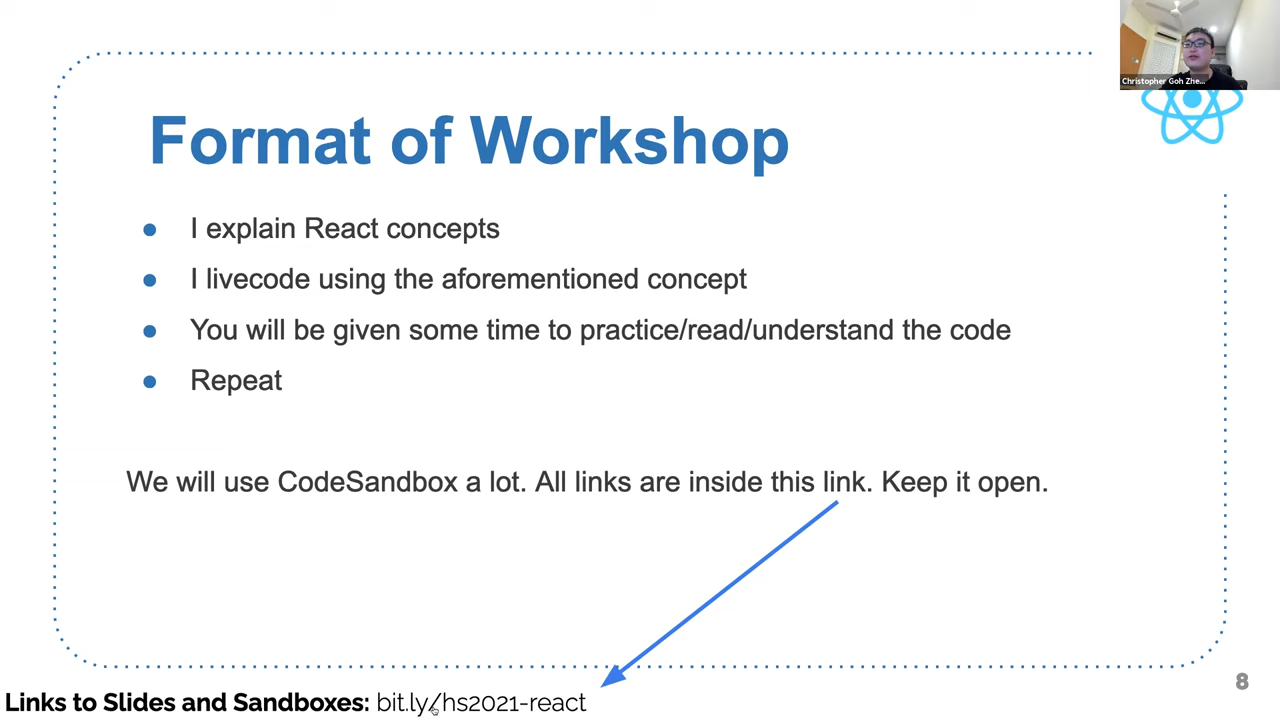 Christopher Goh Zhe...
Format of Workshop
● I explain React concepts
● I livecode using the aforementioned concept
● You will be given some time to practice/read/understand the code
● Repeat
We will use CodeSandbox a lot. All links are inside this link. Keep it open.
8
Links to Slides and Sandboxes: bit.ly/hs2021-react